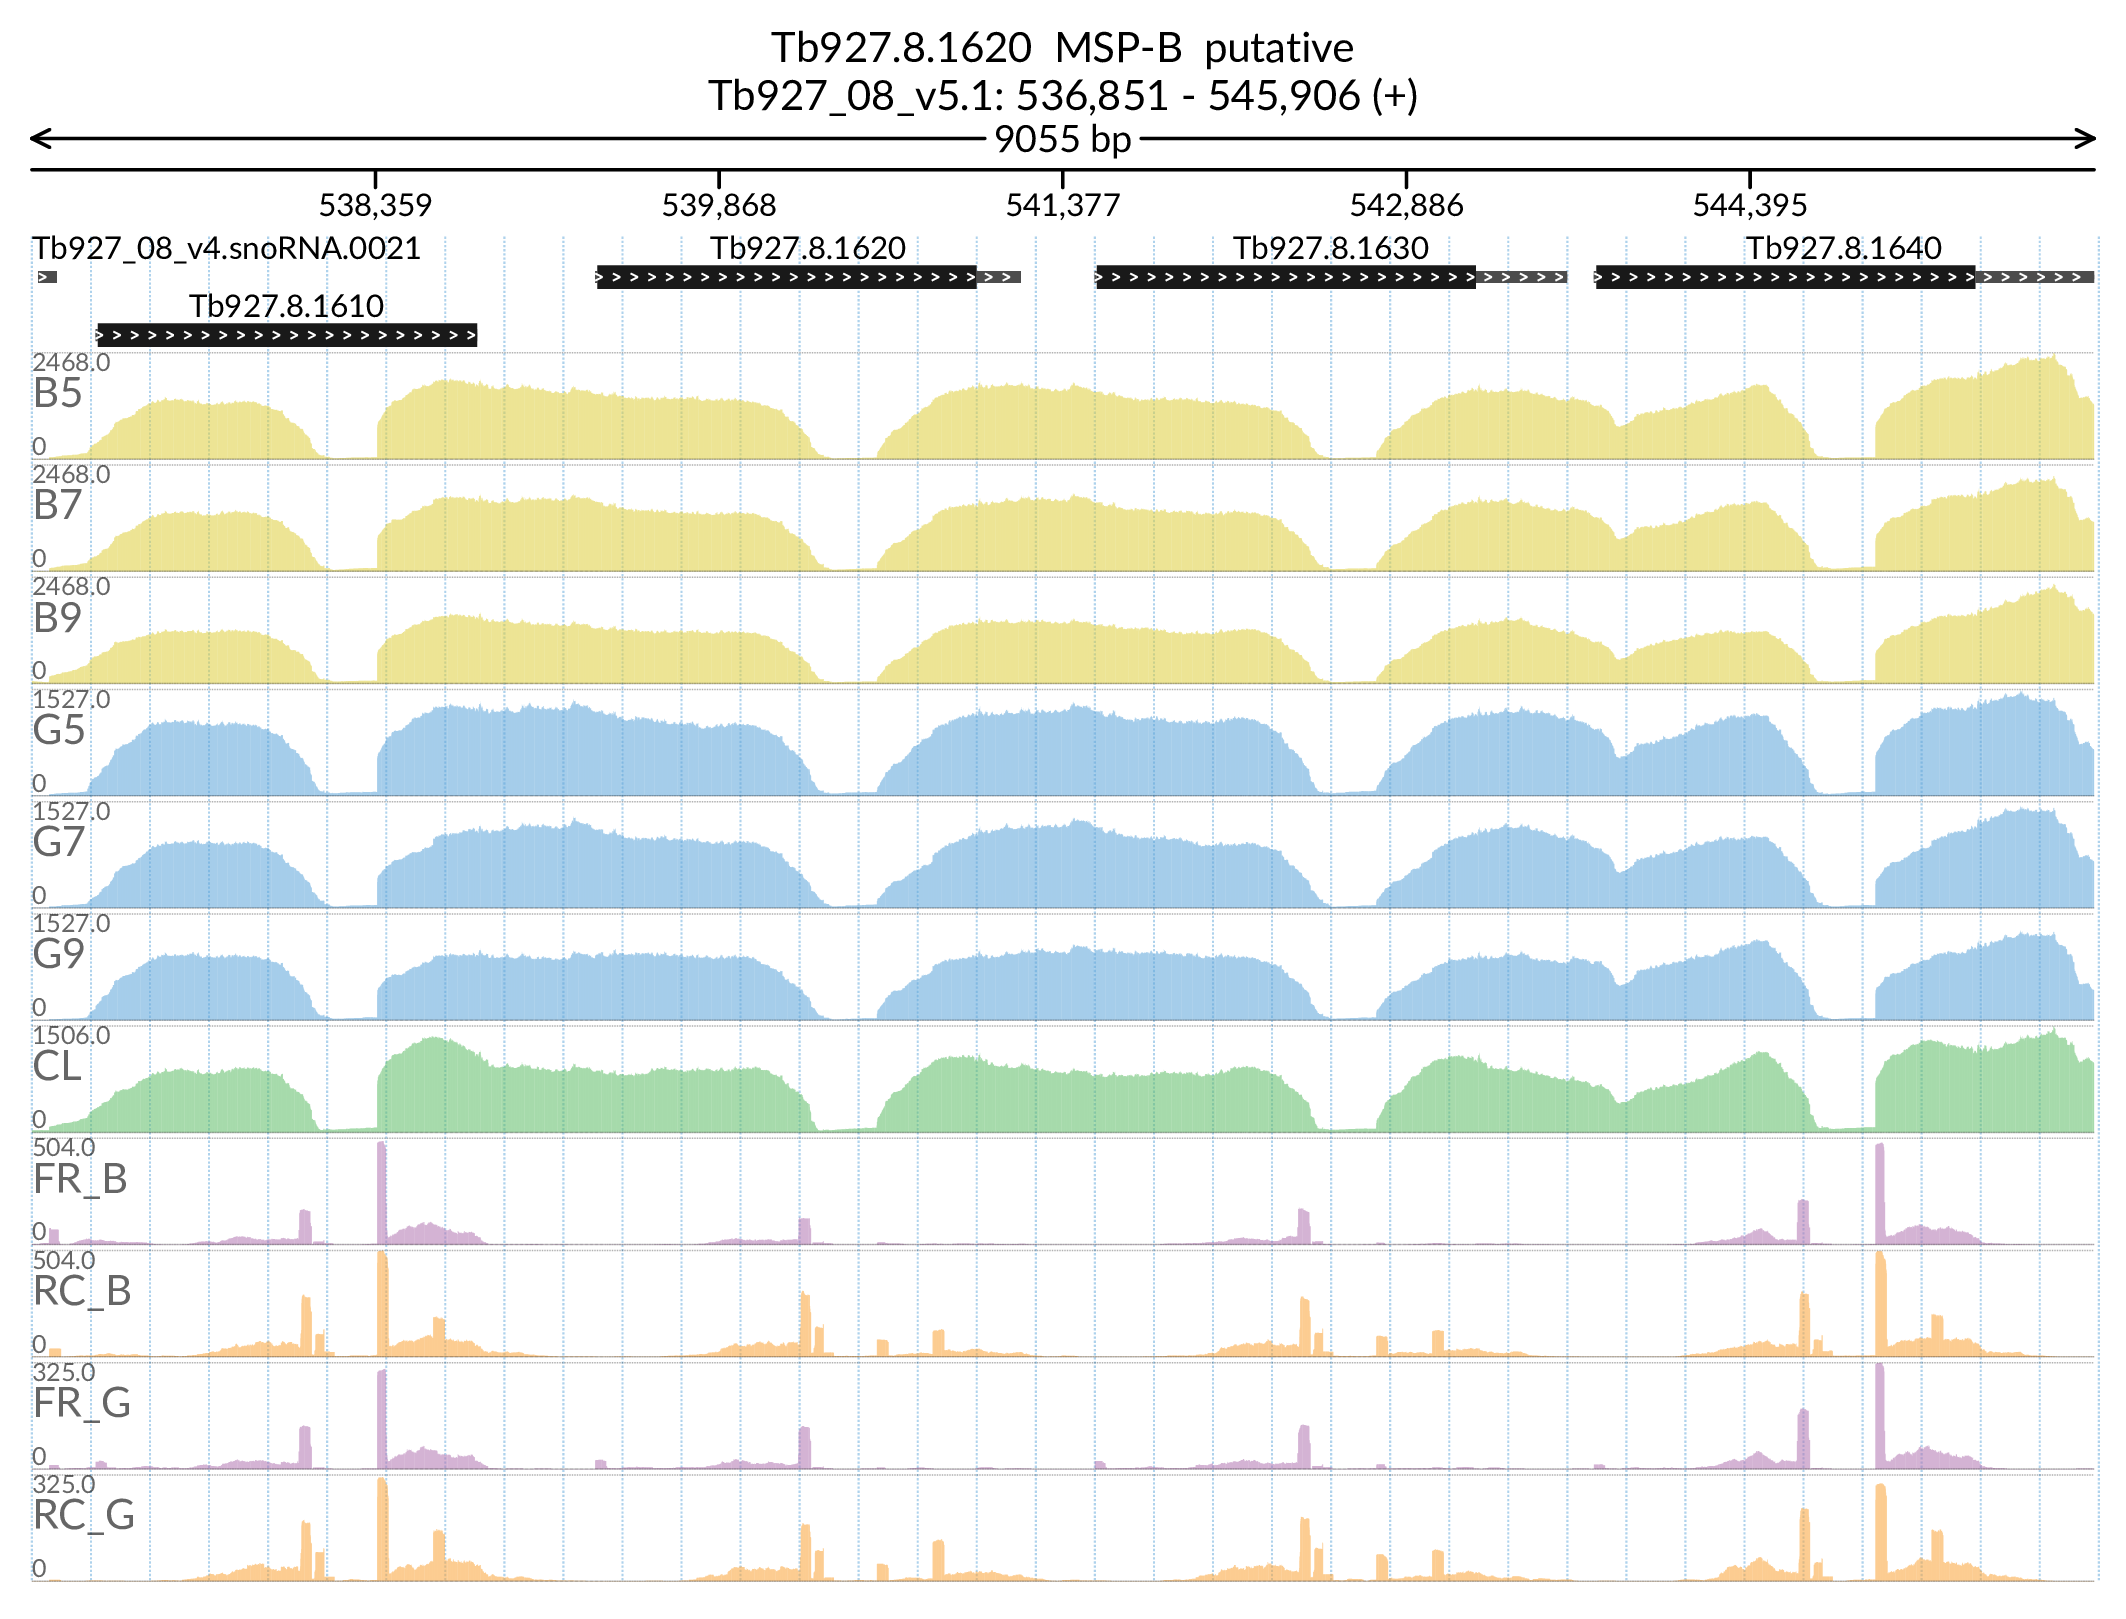 Tb927.8.1620 MSP-B putative
Tb927_08_v5.1: 536,851 - 545,906 (+)
9055 bp
538,359 539,868 541,377 542,886 544,395
Tb927_08_v4.snoRNA.0021 Tb927.8.1620 Tb927.8.1630 Tb927.8.1640
Tb927.8.1610
2468.0
B5
0
2468.0
B7
0
2468.0
B9
0
1527.0
G5
0
1527.0
G7
0
1527.0
G9
0
1506.0
CL
0
504.0
FR_B
0
504.0
RC_B
0
325.0
FR_G
0
325.0
RC_G
0